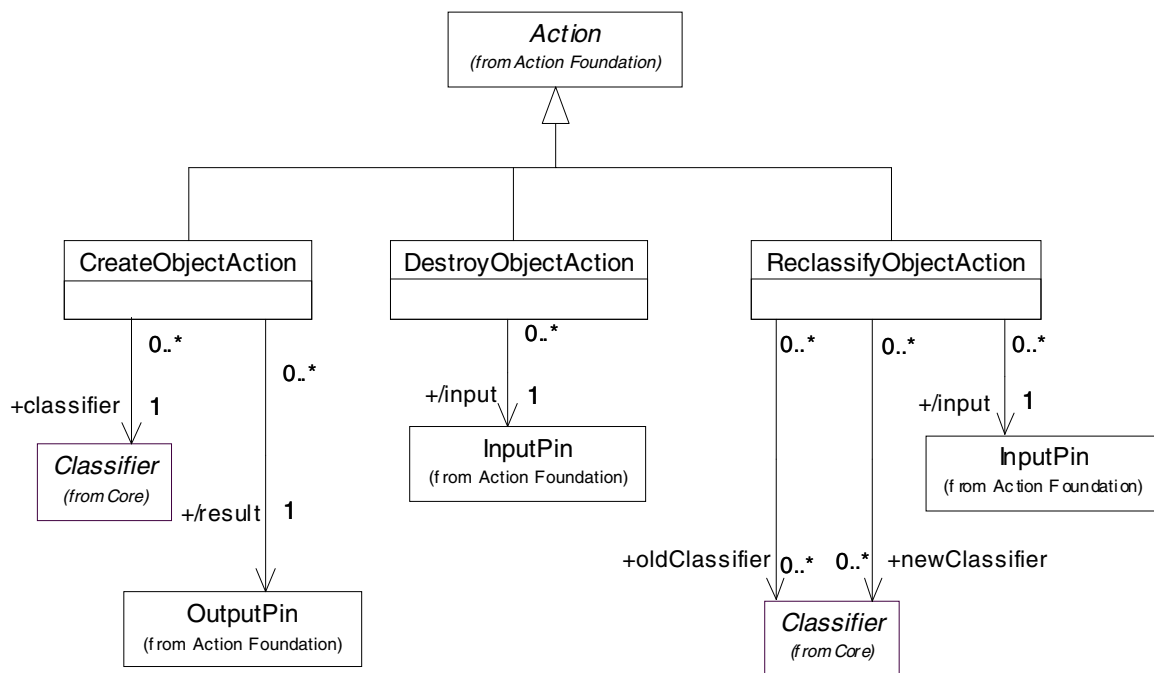 Action
(from Action Foundation)
CreateObjectAction
DestroyObjectAction
ReclassifyObjectAction
0..*
0..*
+classifier
1
Classifier
(from Core)
+/result
1
OutputPin
(from Action Foundation)
0..*
+/input
1
InputPin
(from Action Foundation)
0..*
0..*
0..*
+/input
1
InputPin
(from Action Foundation)
+oldClassifier
0..*
0..*
+newClassifier
Classifier
(from Core)